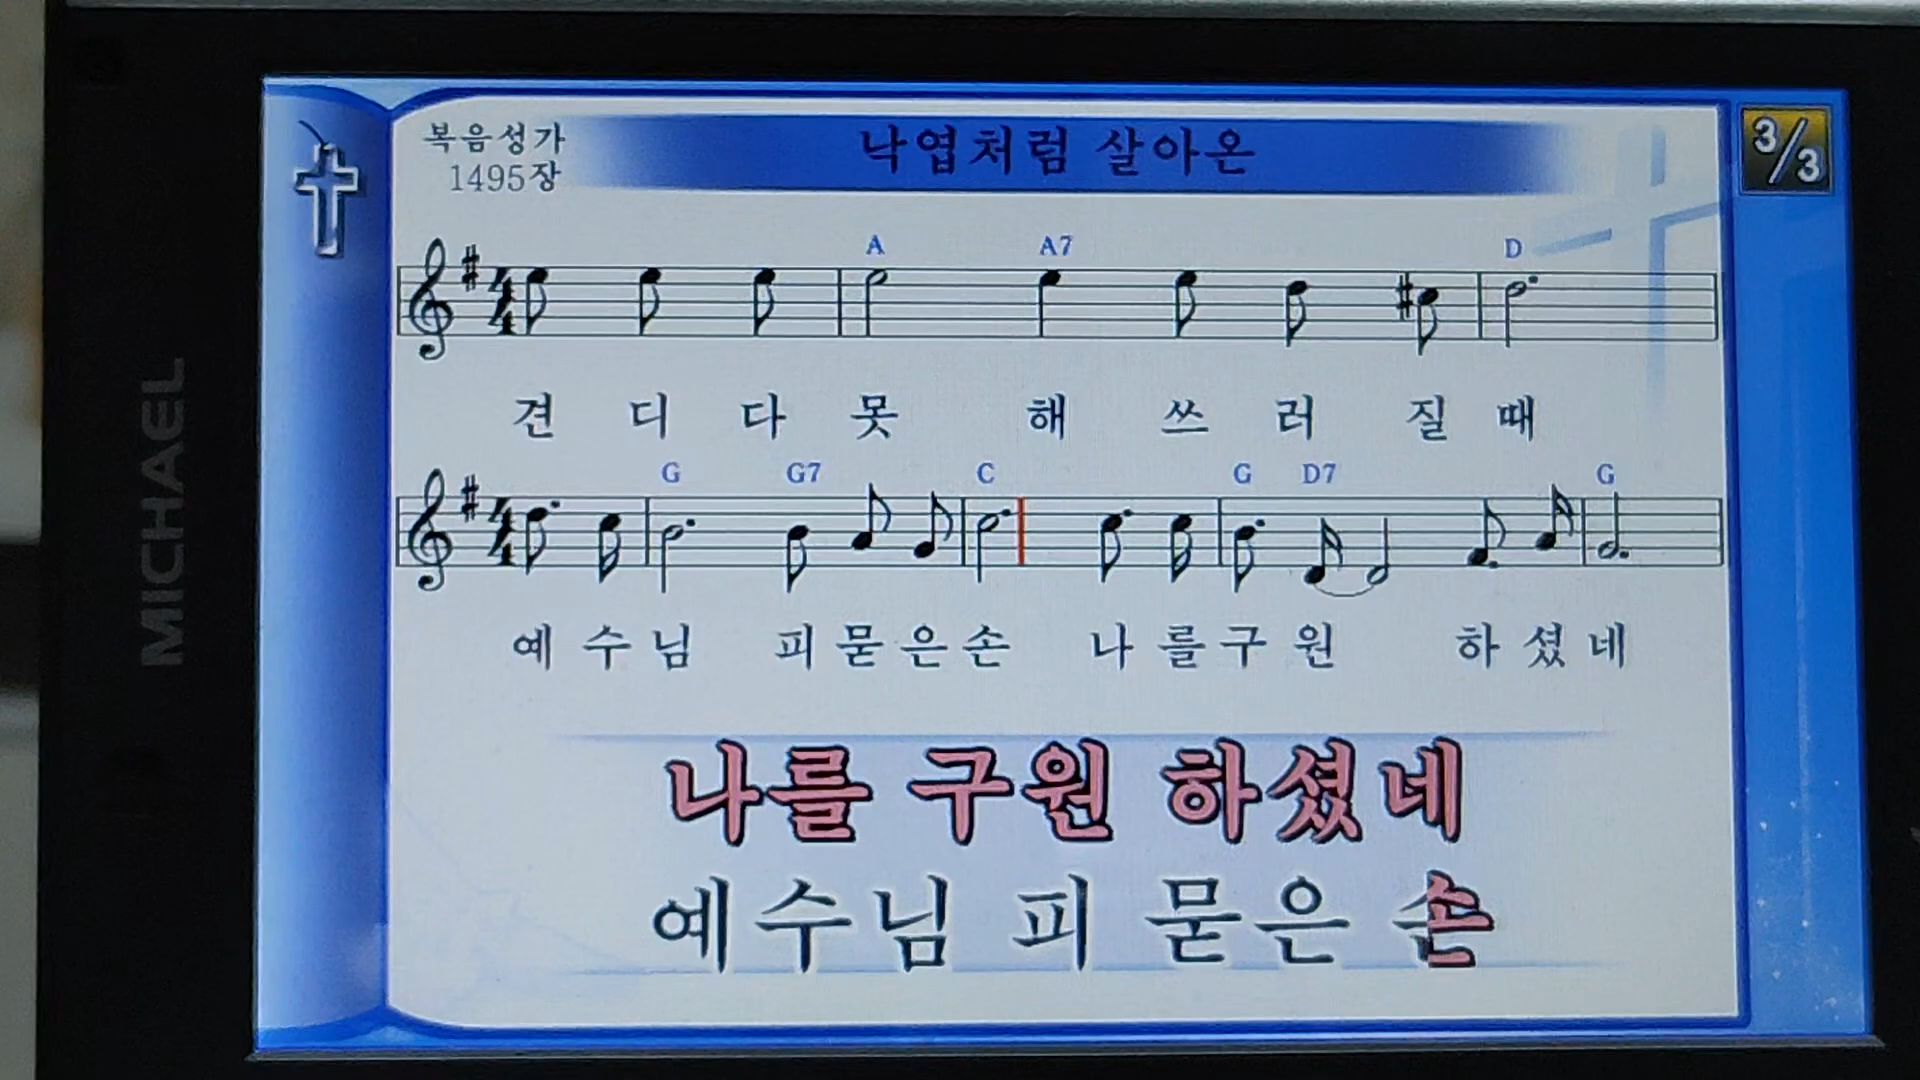 MICHAEL
복음성가
1495장
낙엽처럼 살아온
3/3
A A7 D
견 디 다 못 해 쓰 러 질 때
G G7 C G D7 G
예 수 님 피 묻 은 손 나 를 구 원 하 셨 네
나를 구원 하셨네
예수님 피 묻은 손